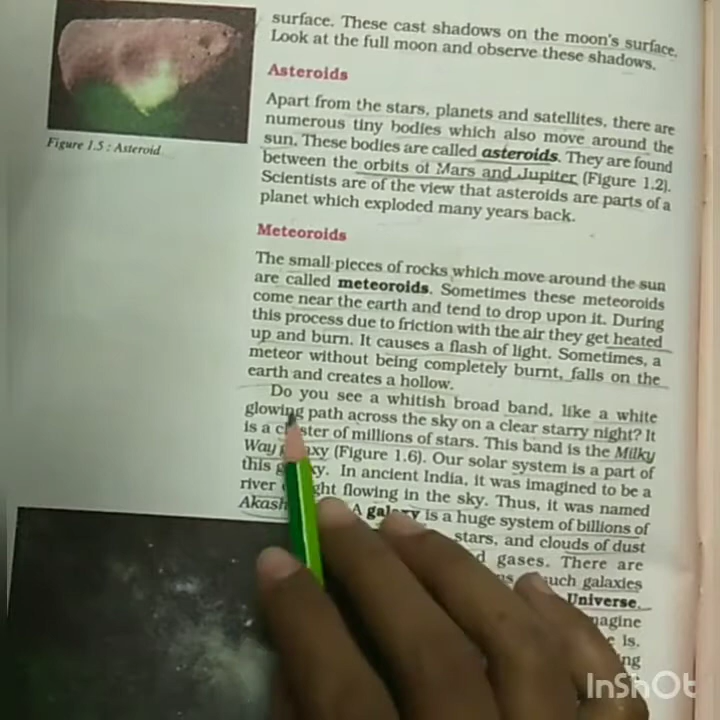 surface. These cast shadows on the moon's surface.
Look at the full moon and observe these shadows.
Asteroids
Apart from the stars, planets and satellites, there are
numerous tiny bodies which also move around the
sun. These bodies are called asteroids. They are found
between the orbits of Mars and Jupiter (Figure 1.2).
Scientists are of the view that asteroids are parts of a
planet which exploded many years back.
Figure 1.5 : Asteroid
Meteoroids
The small pieces of rocks which move around the sun
are called meteoroids. Sometimes these meteoroids
come near the earth and tend to drop upon it. During
this process due to friction with the air they get heated
up and burn. It causes a flash of light. Sometimes, a
meteor without being completely burnt, falls on the
earth and creates a hollow.
Do you see a whitish broad band, like a white
glowing path across the sky on a clear starry night? It
is a cluster of millions of stars. This band is the Milky
Way galaxy (Figure 1.6). Our solar system is a part of
this galaxy. In ancient India, it was imagined to be a
river flowing in the sky. Thus, it was named
Akash A galaxy is a huge system of billions of
stars, and clouds of dust
gases. There are
such galaxies
Universe.
is.
InShOt